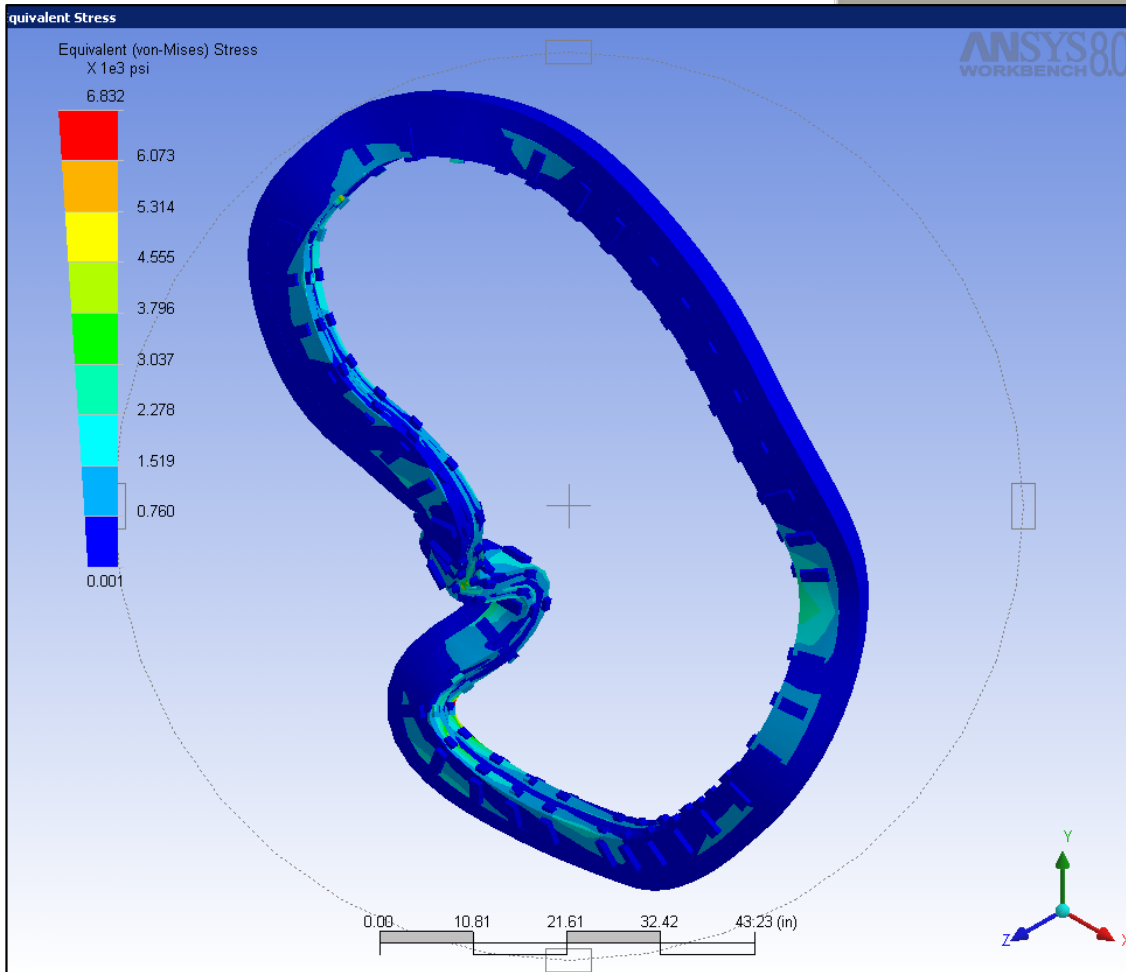 quivalent Stress
Equivalent (von-Mises) Stress
X 1e3 psi
6.832
6.073
5.314
4.555
3.796
3.037
2.278
1.519
0.760
0.001
ANSYS 8.0
WORKBENCH
0.00 10.81 21.61 32.42 43.23 (in)
Y
Z
X